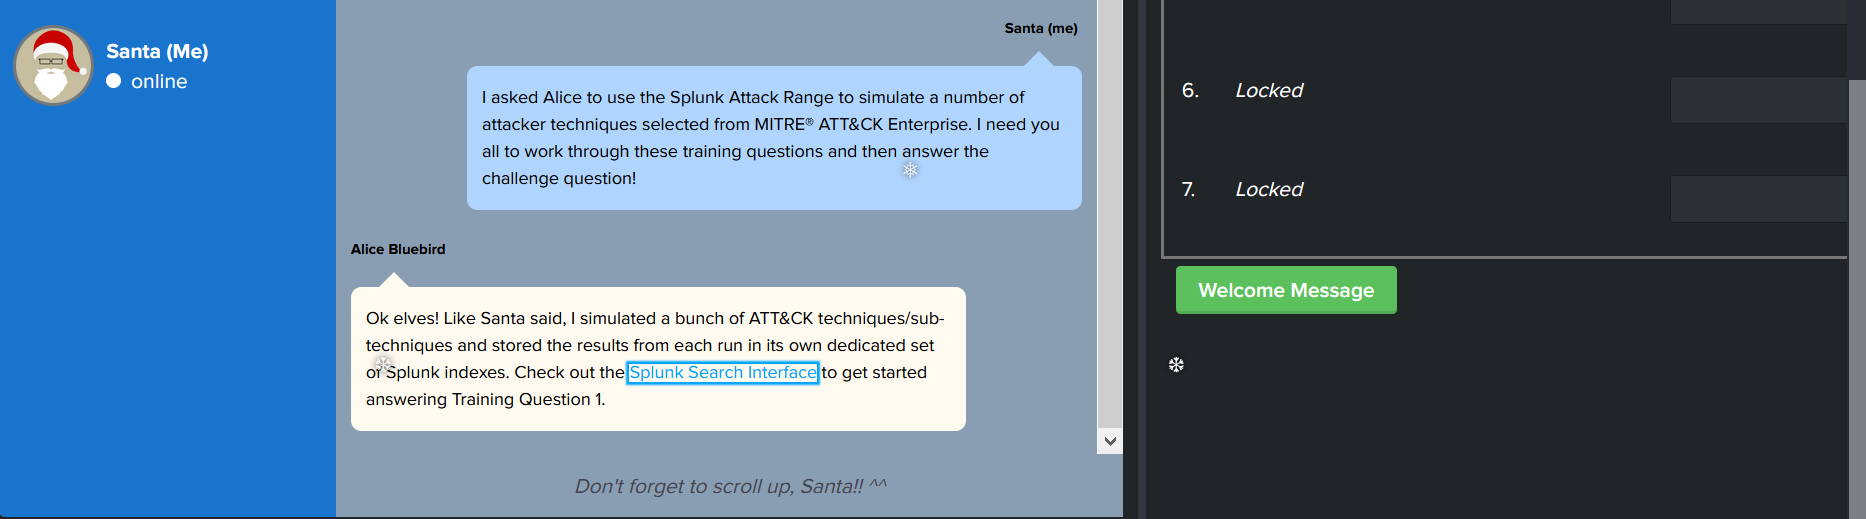 Santa (Me)
online
Santa (me)
I asked Alice to use the Splunk Attack Range to simulate a number of
attacker techniques selected from MITRE® ATT&CK Enterprise. I need you
all to work through these training questions and then answer the
challenge question!
Alice Bluebird
Ok elves! Like Santa said, I simulated a bunch of ATT&CK techniques/sub-
techniques and stored the results from each run in its own dedicated set
of Splunk indexes. Check out the Splunk Search Interface to get started
answering Training Question 1.
Don't forget to scroll up, Santa!! ^^
6. Locked
7. Locked
Welcome Message